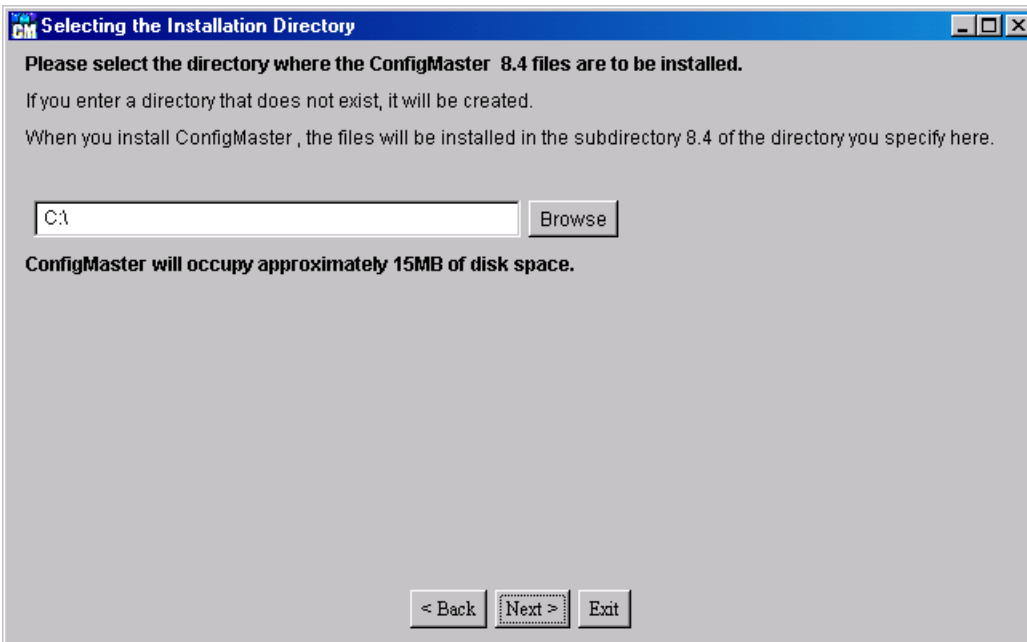 CM Selecting the Installation Directory
Please select the directory where the ConfigMaster 8.4 files are to be installed.
If you enter a directory that does not exist, it will be created.
When you install ConfigMaster , the files will be installed in the subdirectory 8.4 of the directory you specify here.
C:\ Browse
ConfigMaster will occupy approximately 15MB of disk space.
< Back Next > Exit